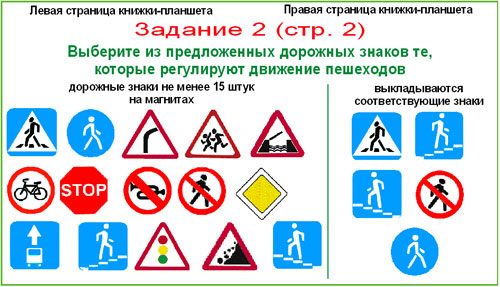 Левая страница книжки-планшета
Правая страница книжки-планшета
Задание 2 (стр. 2)
Выберите из предложенных дорожных знаков те,
которые регулируют движение пешеходов
дорожные знаки не менее 15 штук
на магнитах
выкладываются
соответствующие знаки
STOP